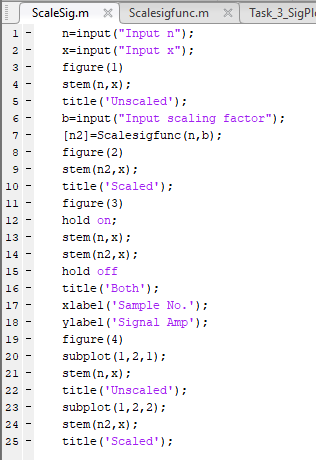 ScaleSig.m × Scalesigfunc.m × Task_3_SigPl
1 - n=input("Input n");
2 - x=input("Input x");
3 - figure(1)
4 - stem(n,x);
5 - title('Unscaled');
6 - b=input("Input scaling factor");
7 - [n2]=Scalesigfunc(n,b);
8 - figure(2)
9 - stem(n2,x);
10 - title('Scaled');
11 - figure(3)
12 - hold on;
13 - stem(n,x);
14 - stem(n2,x);
15 - hold off
16 - title('Both');
17 - xlabel('Sample No.');
18 - ylabel('Signal Amp');
19 - figure(4)
20 - subplot(1,2,1);
21 - stem(n,x);
22 - title('Unscaled');
23 - subplot(1,2,2);
24 - stem(n2,x);
25 - title('Scaled');